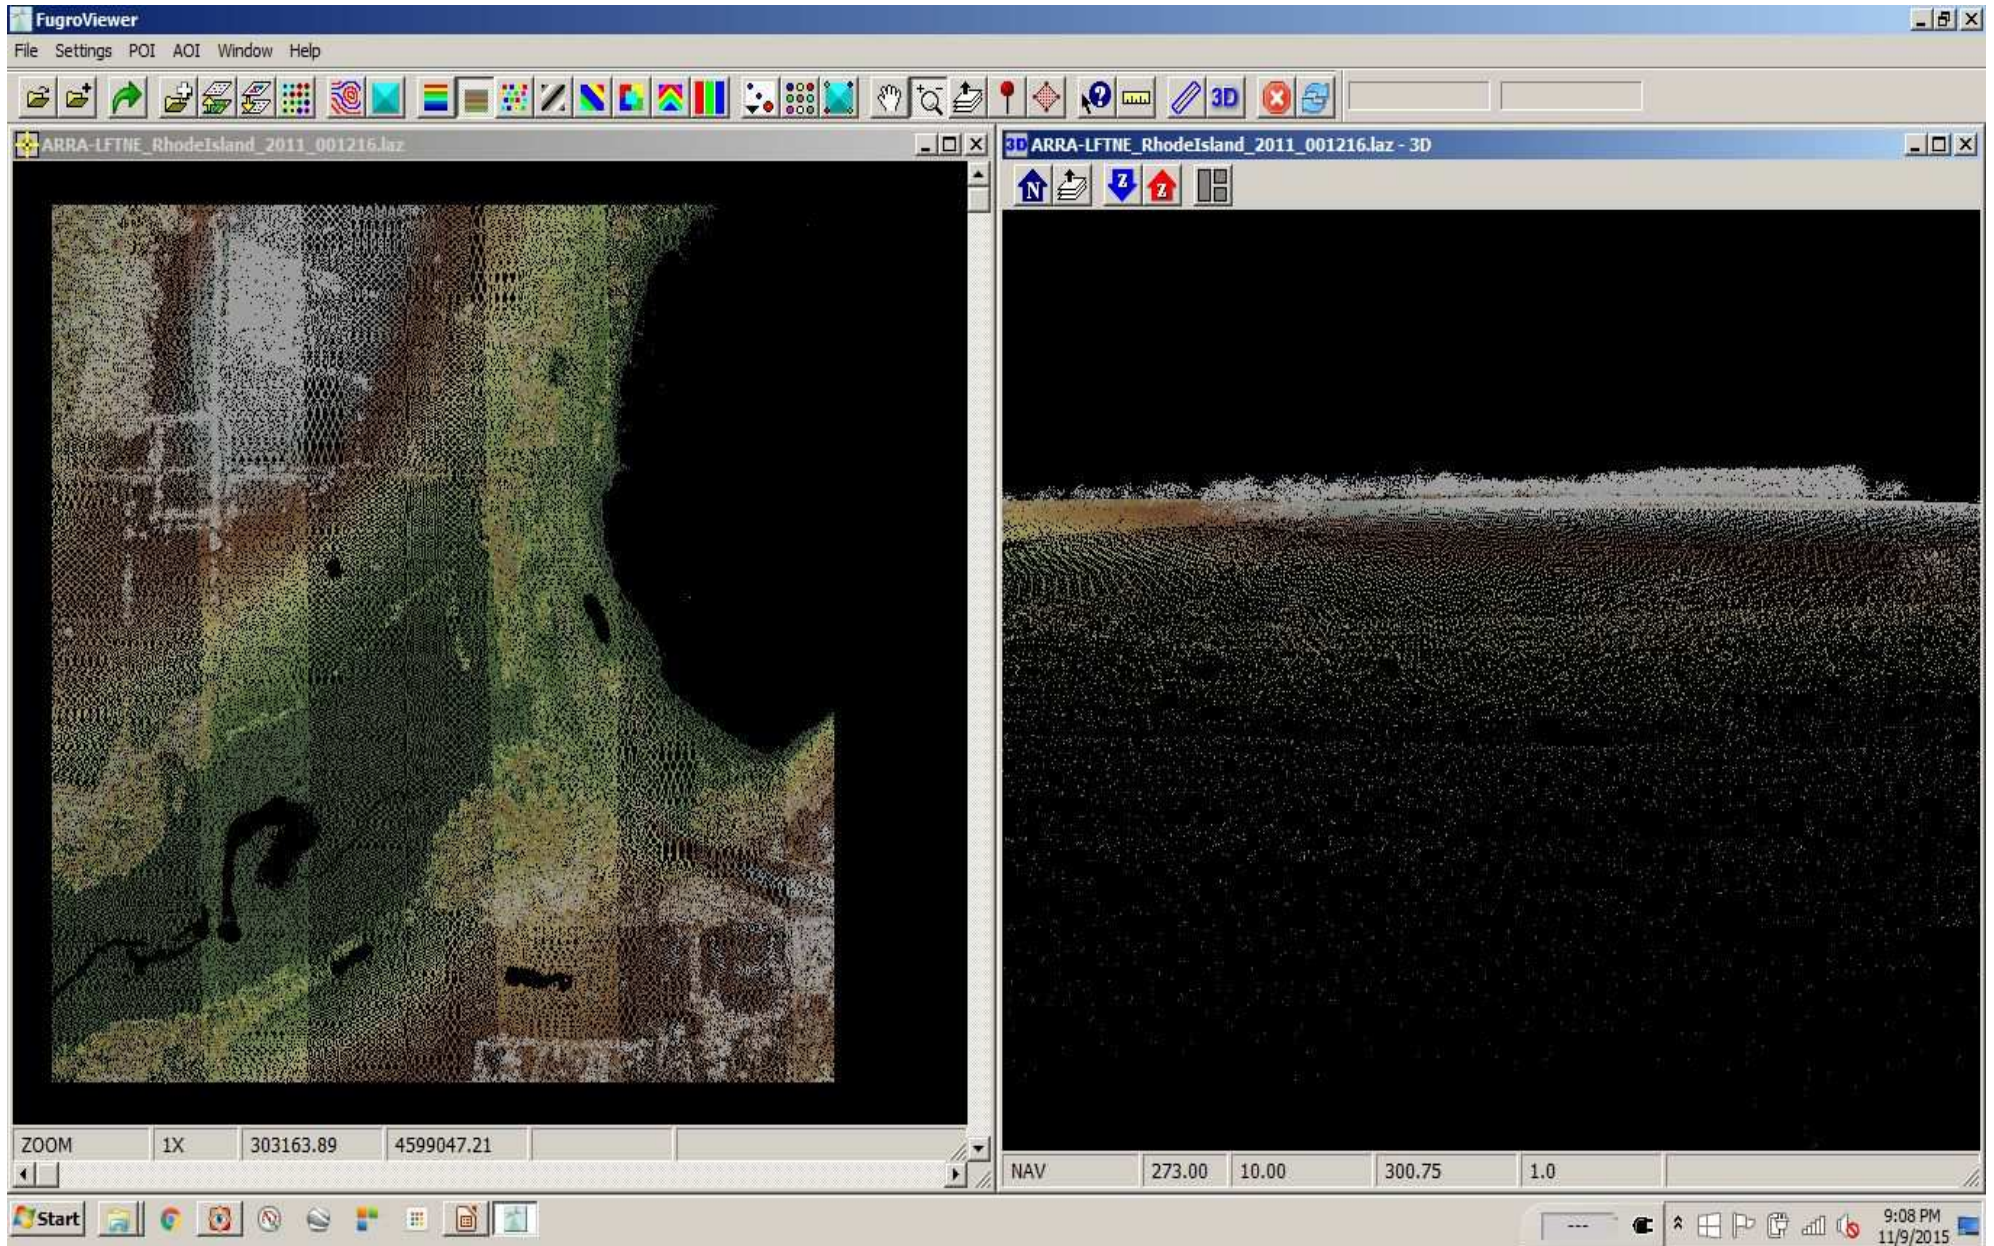 FugroViewer
File Settings POI AOI Window Help
3D
ARRA-LFTNE_RhodeIsland_2011_001216.laz
3D ARRA-LFTNE_RhodeIsland_2011_001216.laz - 3D
N Z Z
ZOOM 1X 303163.89 4599047.21
NAV 273.00 10.00 300.75 1.0
Start
---
9:08 PM
11/9/2015